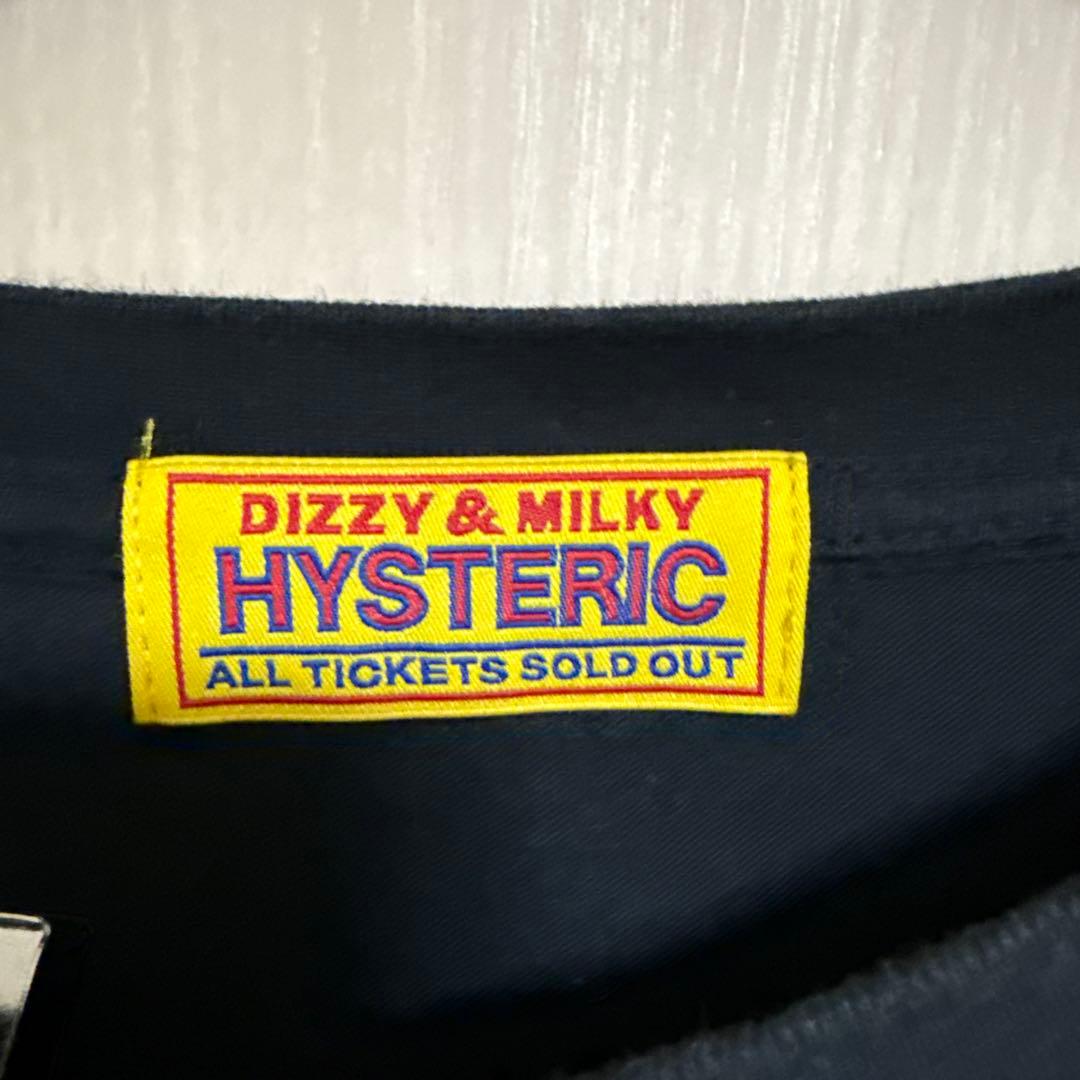 DIZZY & MILKY
HYSTERIC
ALL TICKETS SOLD OUT